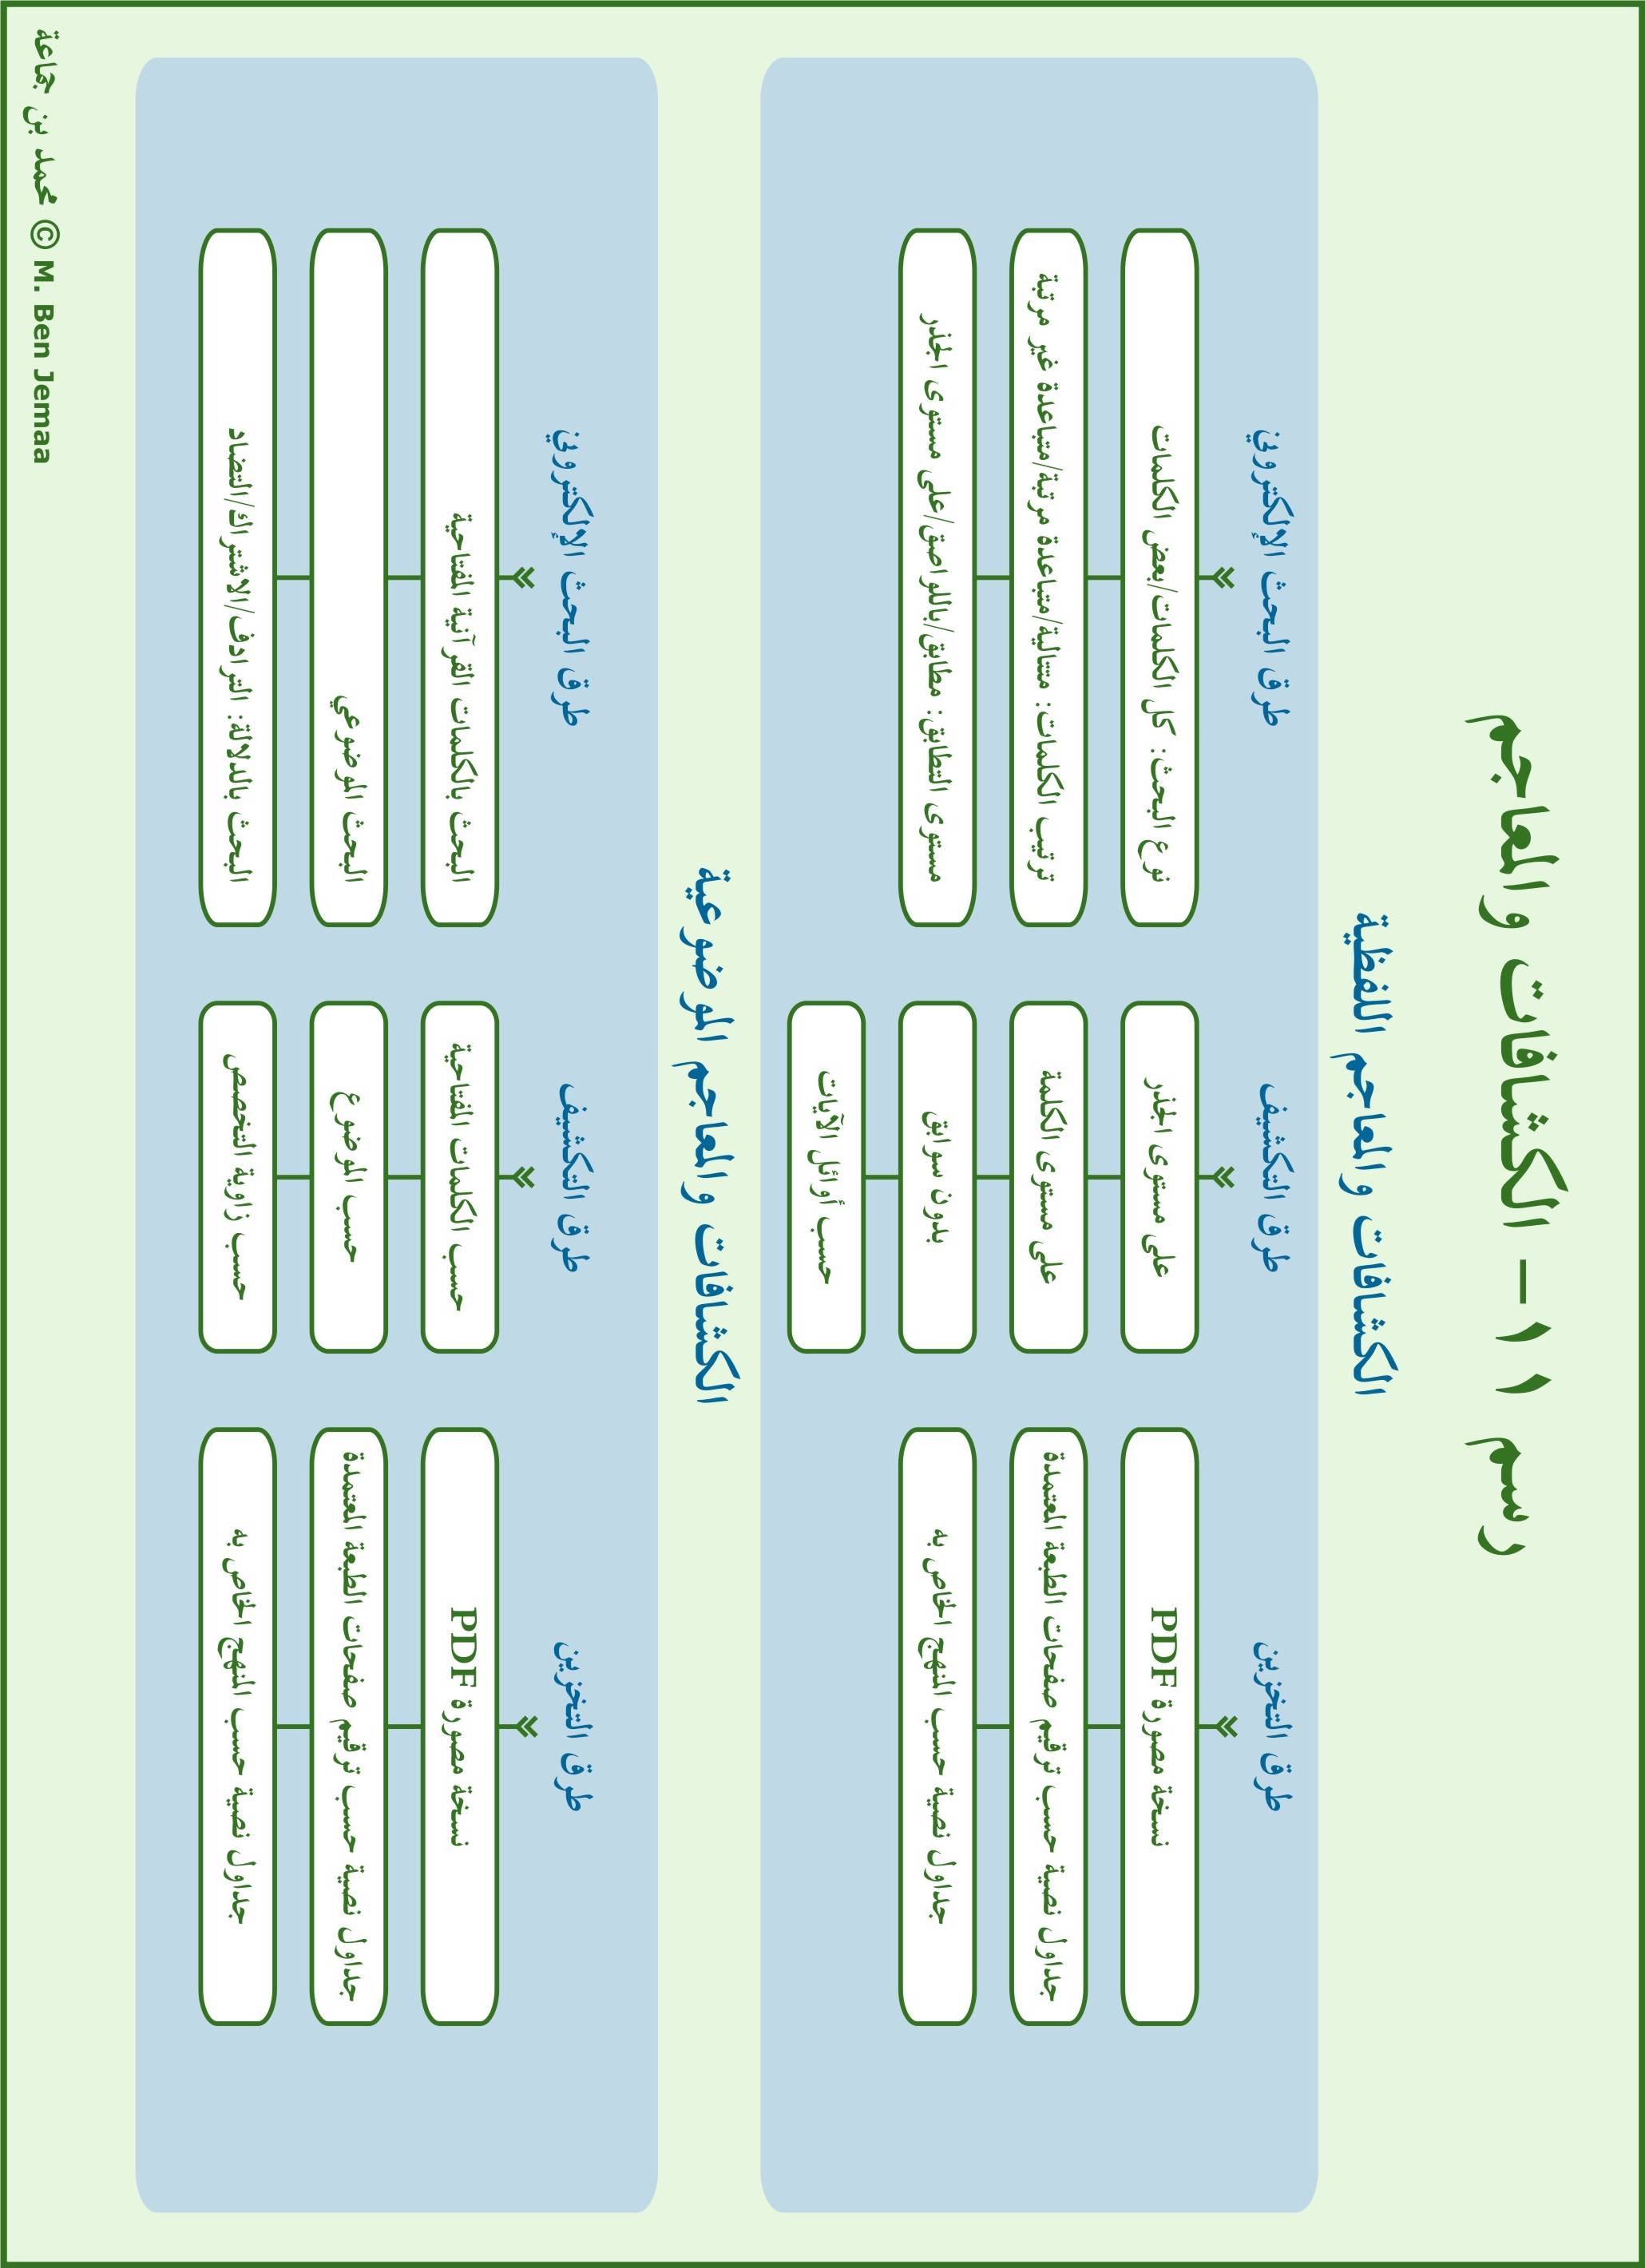 رسم ١١ – الكشافات والمعاجم
الكشافات والمعاجم اللفظية
طرق التخزين
نسخة مصورة PDF
جداول نصية حسب ترقيم صفحات الطبعة المعتمدة
جداول نصية حسب المنهج الخاص به
طرق التكشيف
على مستوى الجذر
على مستوى الكلمة
بدون سوابق
حسب أوائل الآيات
طرق البحث الإلكتروني
نوع البحث: كل الكلمات/بعض الكلمات
ترتيب الكلمات: متتالية/متباعدة مرتبة/متباعدة غير مرتبة
مستوى التطابق: مطابق/باللواصق/على مستوى الجذر
الكشافات والمعاجم الموضوعية
طرق التخزين
نسخة مصورة PDF
جداول نصية حسب ترقيم صفحات الطبعة المعتمدة
جداول نصية حسب المنهج الخاص به
طرق التكشيف
حسب الكلمات المفتاحية
حسب الموضوع
حسب زاوية التخصص
طرق البحث الإلكتروني
البحث بالكلمات القرآنية المفتاحية
البحث الموضوعي
البحث بالدلالة: الترادف/الاشتراك/التضاد
محمد بن جماعة © M. Ben Jemaa